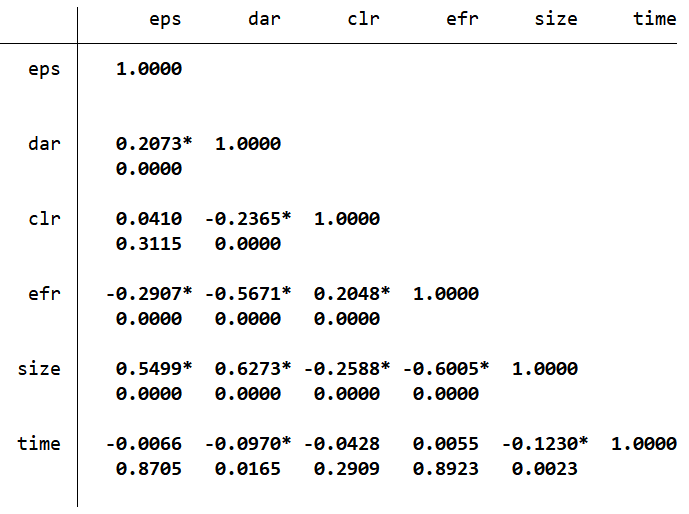 eps dar clr efr size time
eps 1.0000
dar 0.2073* 1.0000
0.0000
clr 0.0410 -0.2365* 1.0000
0.3115 0.0000
efr -0.2907* -0.5671* 0.2048* 1.0000
0.0000 0.0000 0.0000
size 0.5499* 0.6273* -0.2588* -0.6005* 1.0000
0.0000 0.0000 0.0000 0.0000
time -0.0066 -0.0970* -0.0428 0.0055 -0.1230* 1.0000
0.8705 0.0165 0.2909 0.8923 0.0023